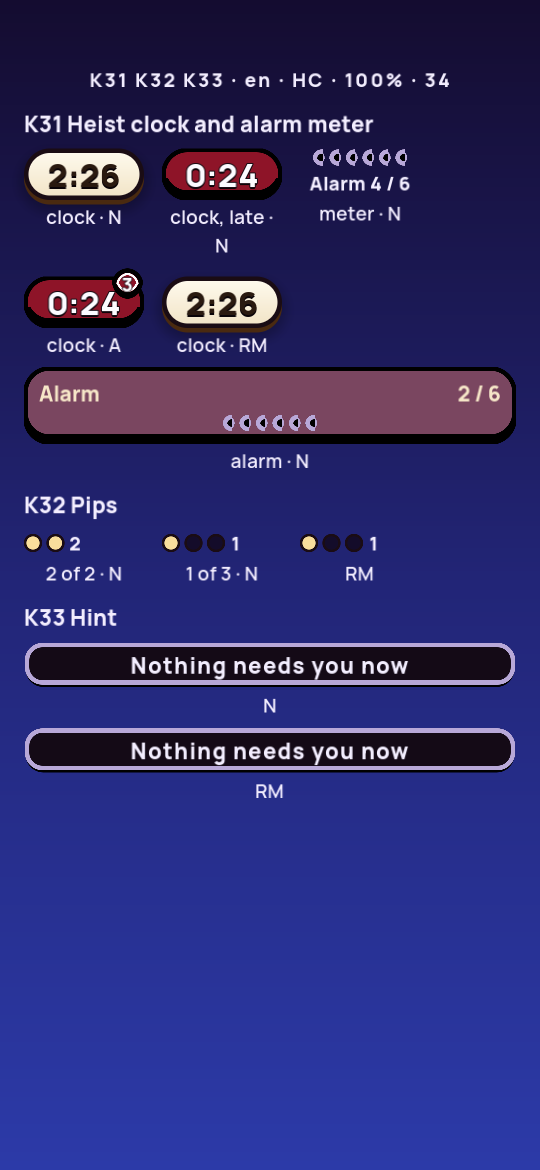 K31 K32 K33 · en · HC · 100% · 34
K31 Heist clock and alarm meter
2:26
0:24
Alarm 4 / 6
clock · N
clock, late · N
meter · N
0:24
3
2:26
clock · A
clock · RM
Alarm
2 / 6
alarm · N
K32 Pips
2
1
1
2 of 2 · N
1 of 3 · N
RM
K33 Hint
Nothing needs you now
N
Nothing needs you now
RM